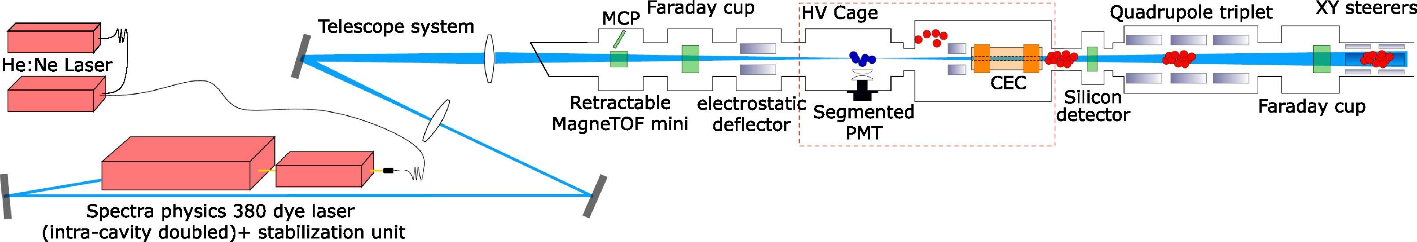 Telescope system
MCP
Faraday cup
HV Cage
Quadrupole triplet
XY steerers
He:Ne Laser
Retractable
MagneTOF mini
electrostatic
deflector
Segmented
PMT
CEC
Silicon
detector
Faraday cup
Spectra physics 380 dye laser
(intra-cavity doubled)+ stabilization unit